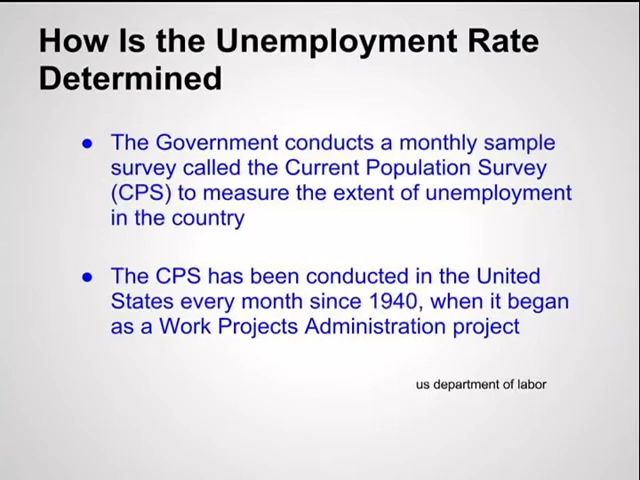 How Is the Unemployment Rate
Determined
● The Government conducts a monthly sample
survey called the Current Population Survey
(CPS) to measure the extent of unemployment
in the country
● The CPS has been conducted in the United
States every month since 1940, when it began
as a Work Projects Administration project
us department of labor